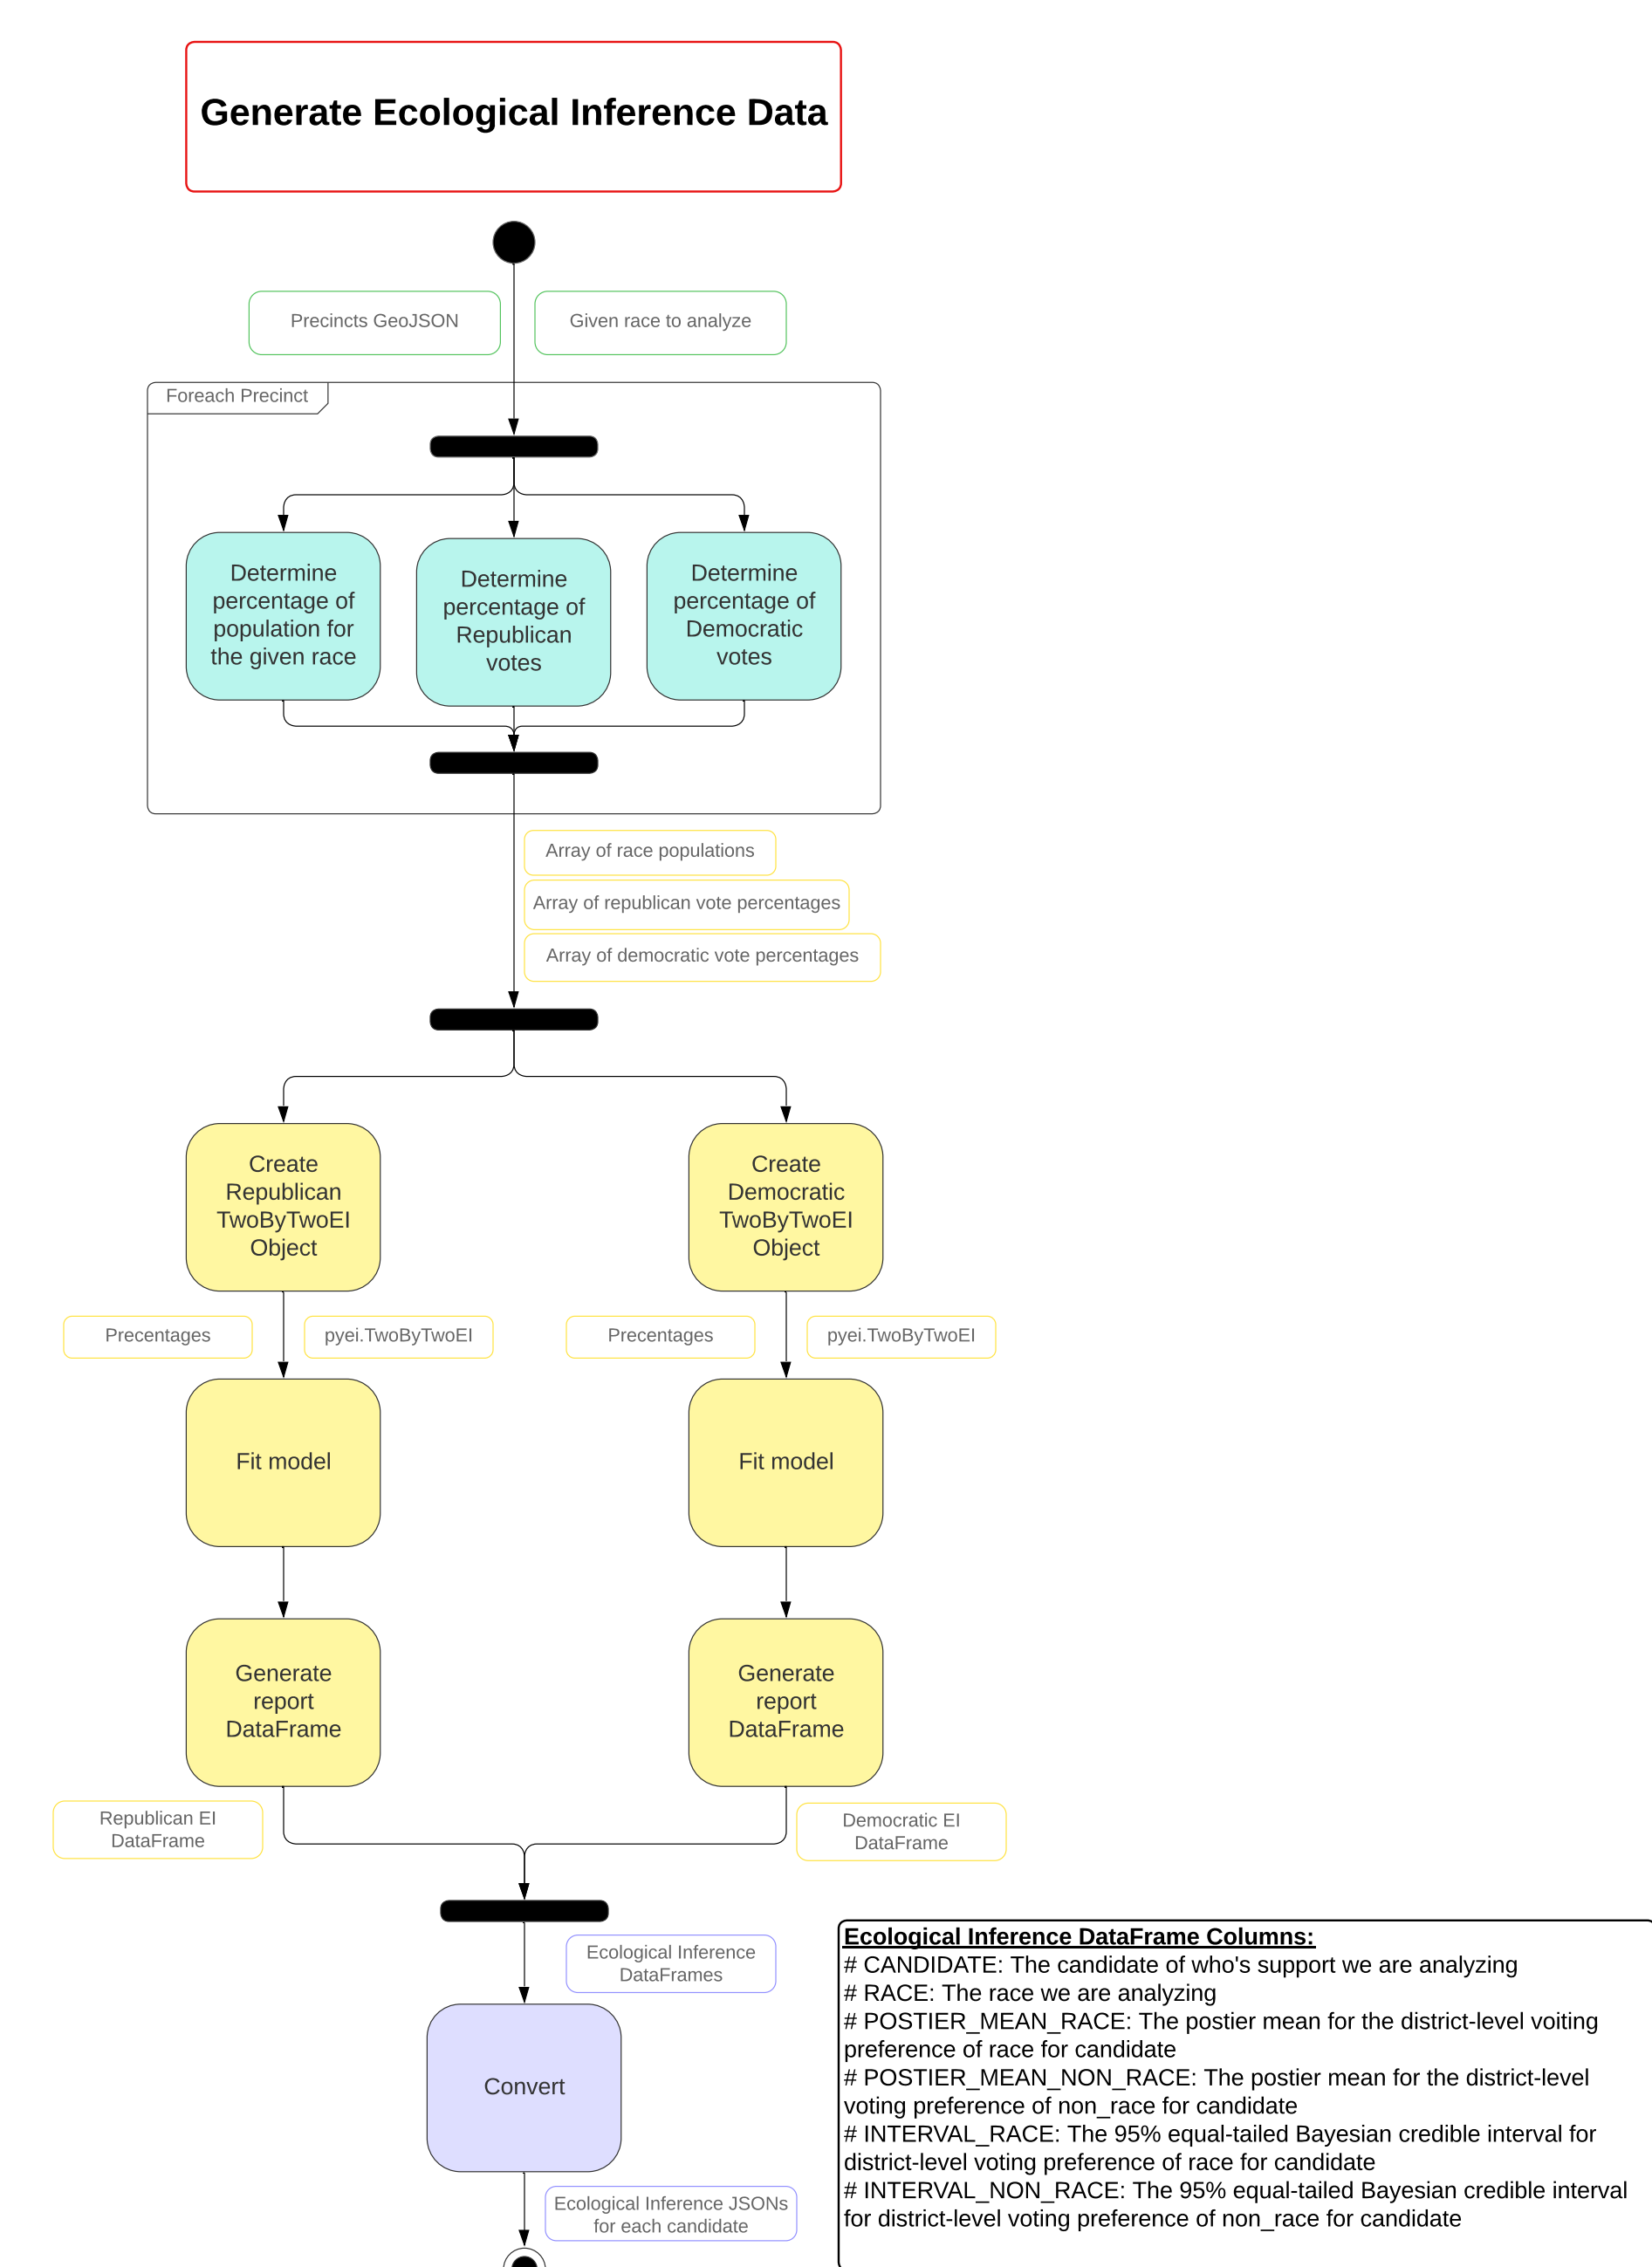 Generate Ecological Inference Data
Precincts GeoJSON
Given race to analyze
Foreach Precinct
Determine
percentage of
population for
the given race
Determine
percentage of
Republican
votes
Determine
percentage of
Democratic
votes
Array of race populations
Array of republican vote percentages
Array of democratic vote percentages
Create
Republican
TwoByTwoEI
Object
Create
Democratic
TwoByTwoEI
Object
Precentages
pyei.TwoByTwoEI
Precentages
pyei.TwoByTwoEI
Fit model
Fit model
Generate
report
DataFrame
Generate
report
DataFrame
Republican EI
DataFrame
Democratic EI
DataFrame
Ecological Inference
DataFrames
Convert
Ecological Inference JSONs
for each candidate
Ecological Inference DataFrame Columns:
# CANDIDATE: The candidate of who's support we are analyzing
# RACE: The race we are analyzing
# POSTIER_MEAN_RACE: The postier mean for the district-level voiting
preference of race for candidate
# POSTIER_MEAN_NON_RACE: The postier mean for the district-level
voting preference of non_race for candidate
# INTERVAL_RACE: The 95% equal-tailed Bayesian credible interval for
district-level voting preference of race for candidate
# INTERVAL_NON_RACE: The 95% equal-tailed Bayesian credible interval
for district-level voting preference of non_race for candidate